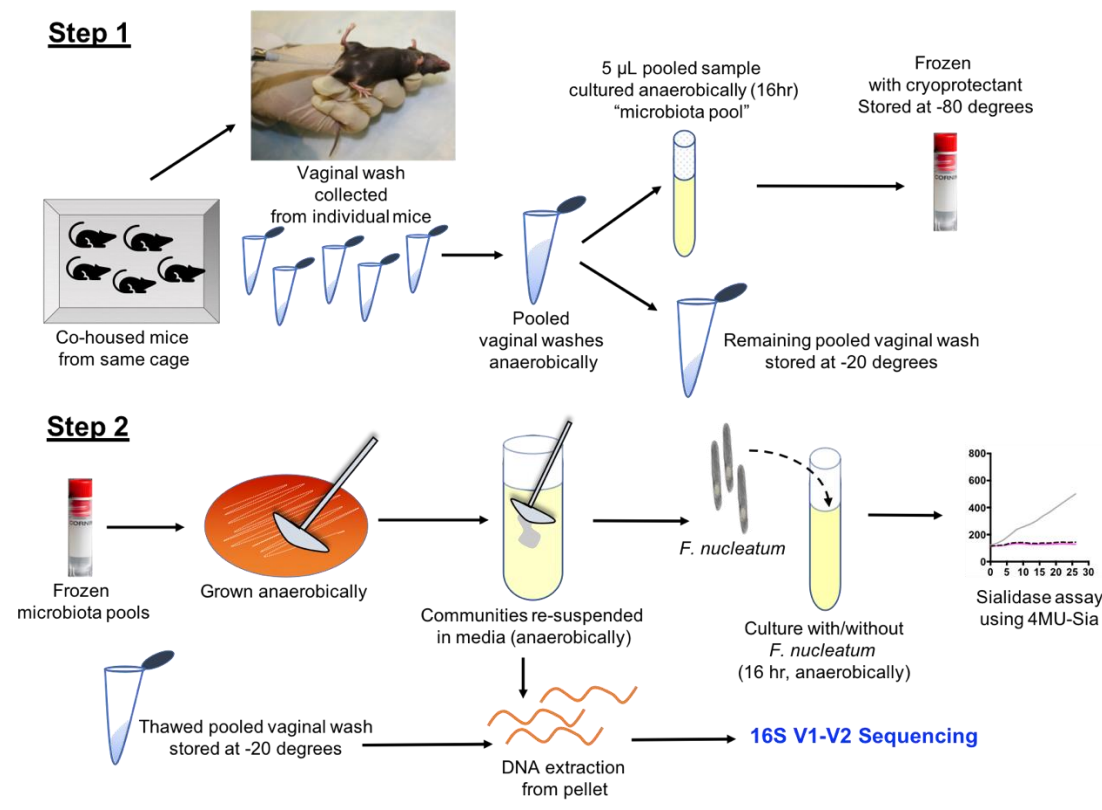 Step 1
Vaginal wash
collected
from individual mice
Co-housed mice
from same cage
Pooled
vaginal washes
anaerobically
5 µL pooled sample
cultured anaerobically (16hr)
“microbiota pool”
Frozen
with cryoprotectant
Stored at -80 degrees
CORNIN
Remaining pooled vaginal wash
stored at -20 degrees
Step 2
CORNIN
Frozen
microbiota pools
Grown anaerobically
Communities re-suspended
in media (anaerobically)
F. nucleatum
Culture with/without
F. nucleatum
(16 hr, anaerobically)
800
600
400
200
0
0 5 10 15 20 25 30
Sialidase assay
using 4MU-Sia
Thawed pooled vaginal wash
stored at -20 degrees
DNA extraction
from pellet
16S V1-V2 Sequencing